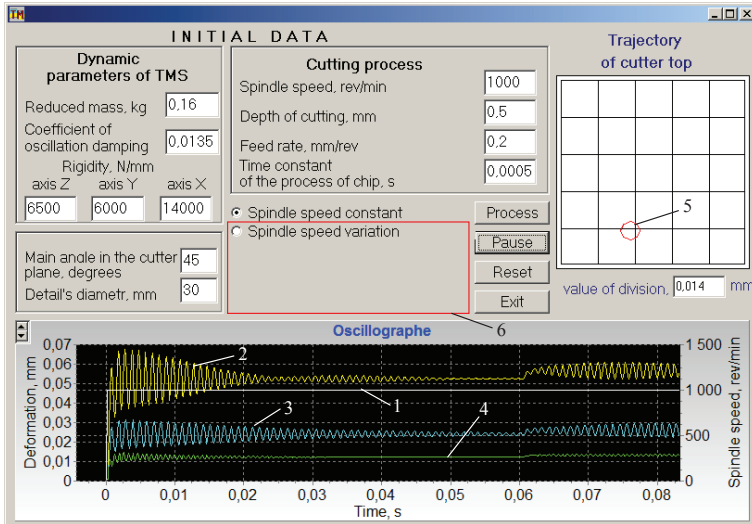 TM
INITIAL DATA
Dynamic
parameters of TMS
Reduced mass, kg 0,16
Coefficient of
oscillation damping 0,0135
Rigidity, N/mm
axis Z axis Y axis X
6500 6000 14000
Main angle in the cutter
plane, degrees 45
Detail's diametr, mm 30
Cutting process
Spindle speed, rev/min 1000
Depth of cutting, mm 0,5
Feed rate, mm/rev 0,2
Time constant
of the process of chip, s 0,0005
Spindle speed constant
Spindle speed variation
Process
Pause
Reset
Exit
6
Trajectory
of cutter top
5
value of division, 0,014 mm
Oscillographe
Deformation, mm
0,07
0,06
0,05
0,04
0,03
0,02
0,01
0
2
1
3
4
1 500
1 000
500
0
Spindle speed, rev/min
0 0,01 0,02 0,03 0,04 0,05 0,06 0,07 0,08
Time, s